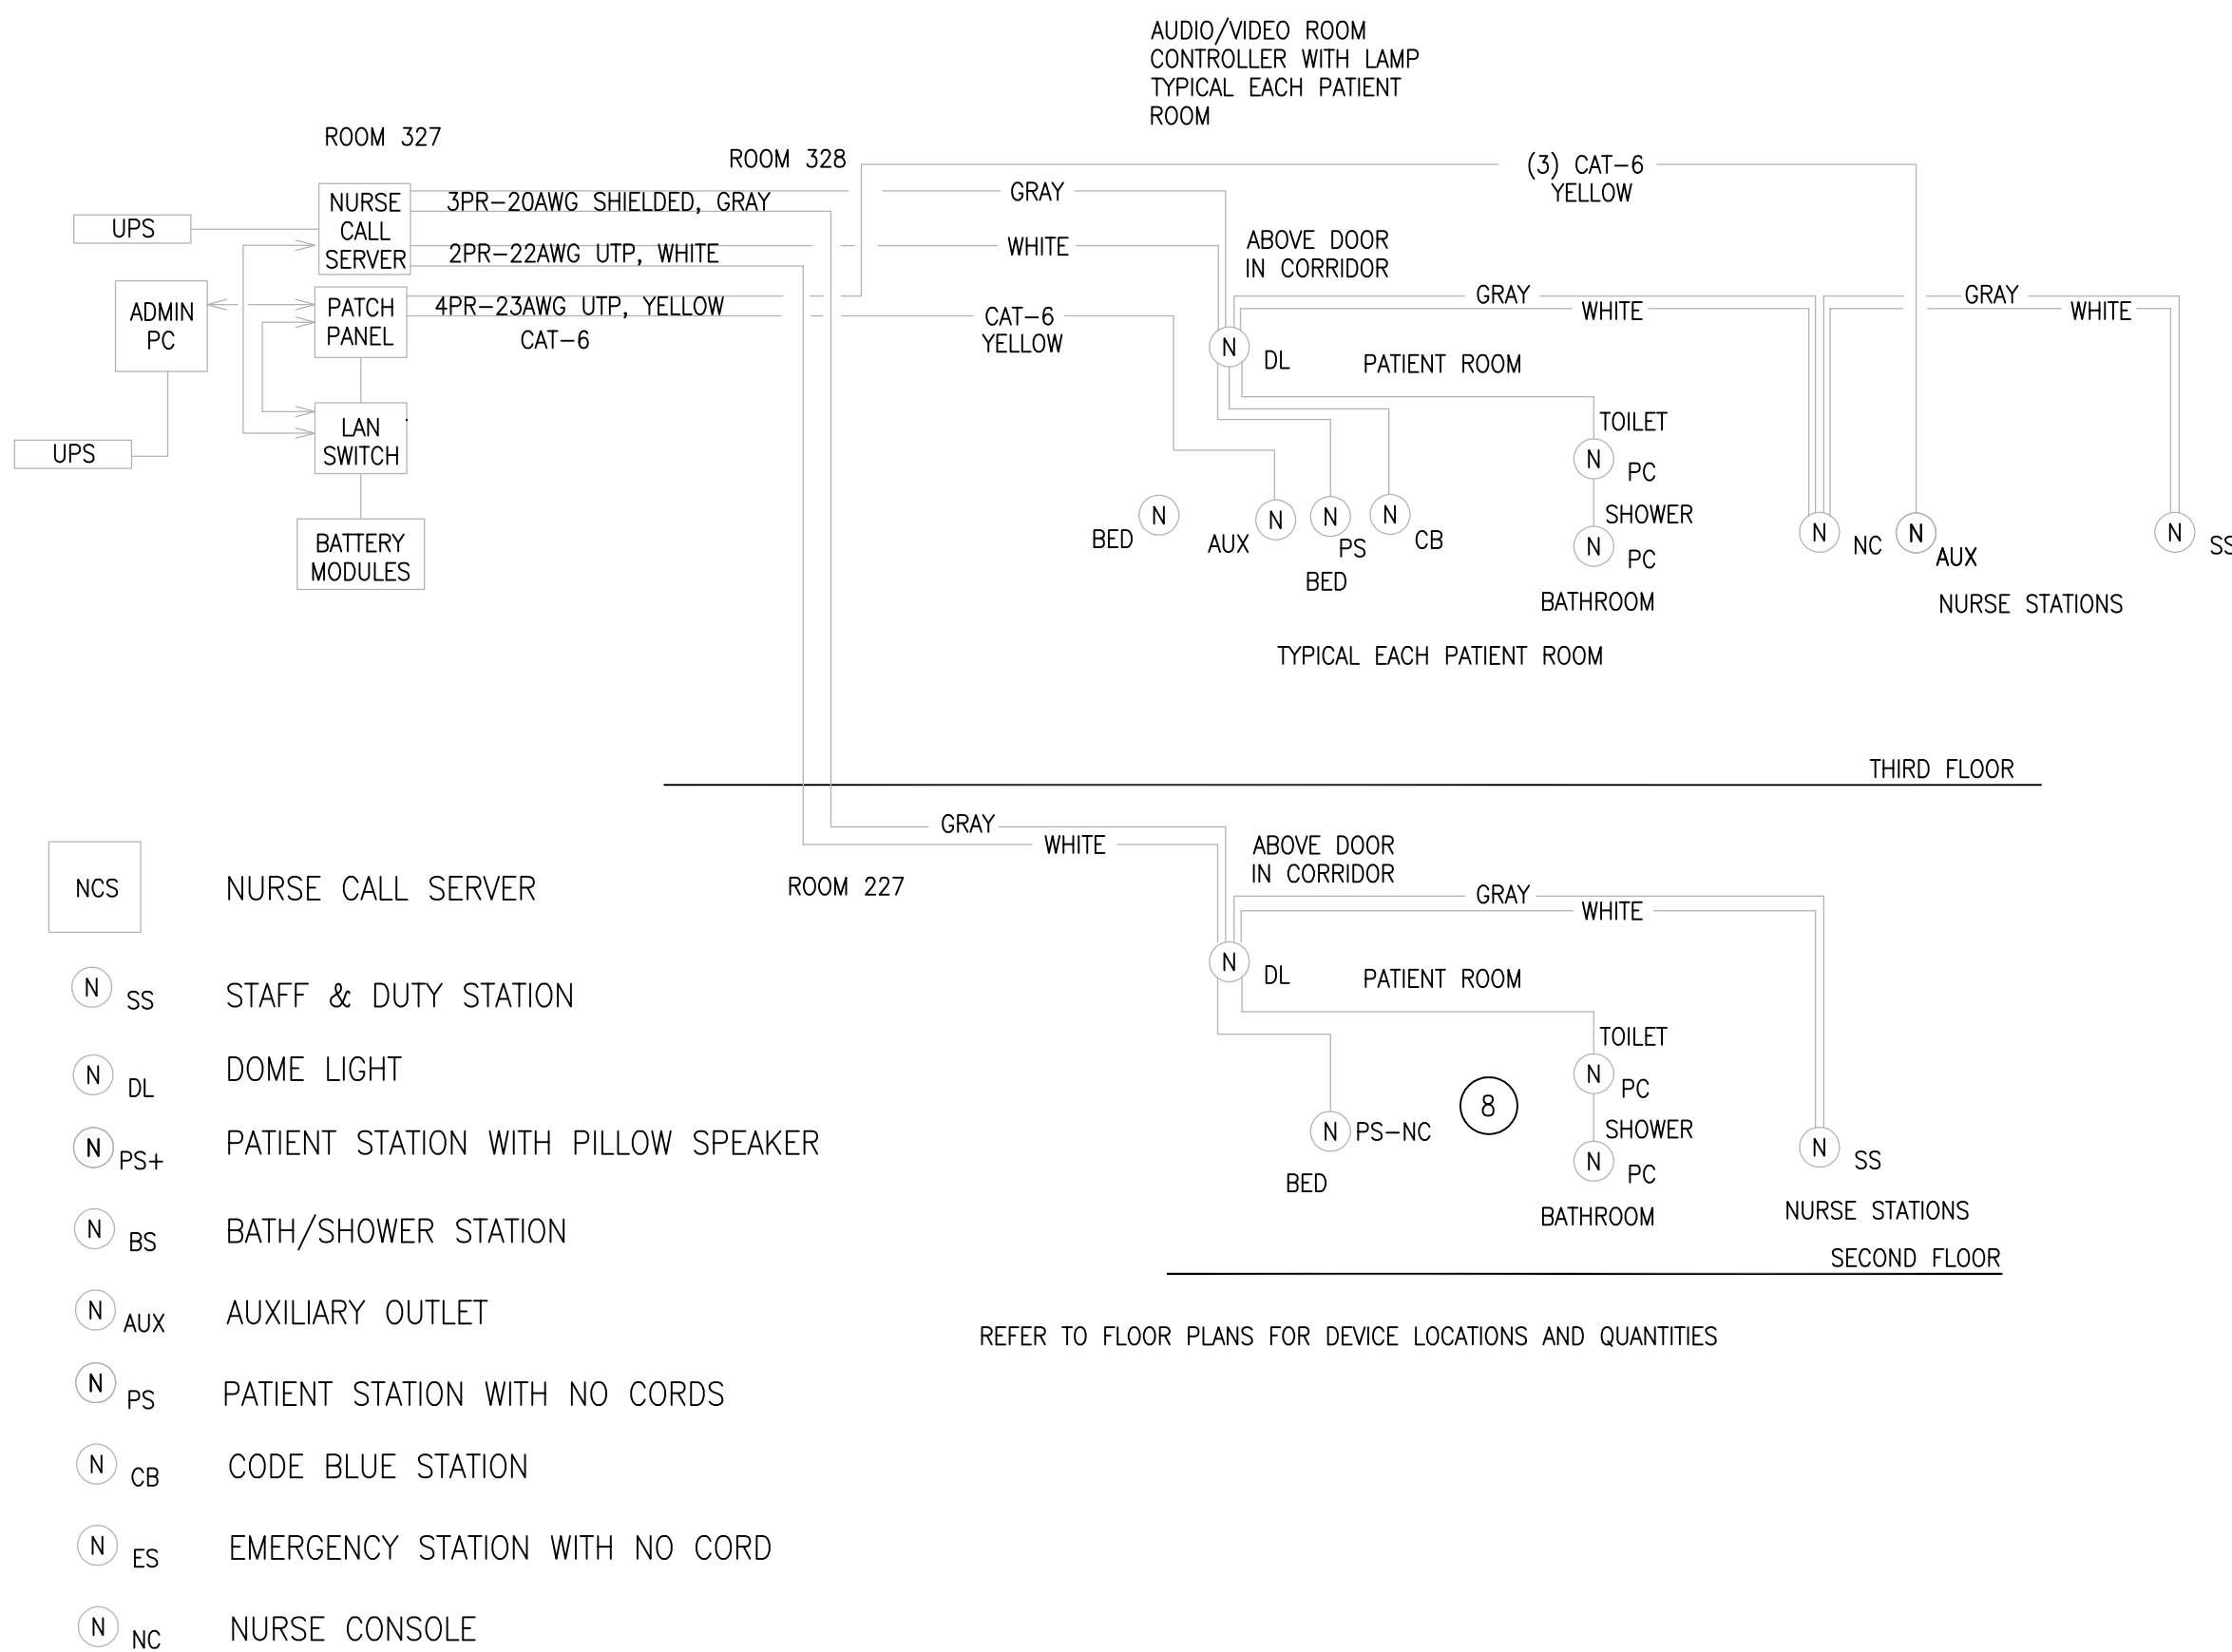 AUDIO/VIDEO ROOM
CONTROLLER WITH LAMP
TYPICAL EACH PATIENT
ROOM
ROOM 327
ROOM 328
(3) CAT-6
YELLOW
NURSE
CALL
SERVER
3PR-20AWG SHIELDED, GRAY
GRAY
UPS
2PR-22AWG UTP, WHITE
WHITE
ABOVE DOOR
IN CORRIDOR
ADMIN
PC
PATCH
PANEL
4PR-23AWG UTP, YELLOW
CAT-6
CAT-6
YELLOW
GRAY
WHITE
GRAY
WHITE
N
DL
PATIENT ROOM
UPS
LAN
SWITCH
TOILET
N
PC
SHOWER
N
PC
BATHROOM
BATTERY
MODULES
N
BED
N
AUX
N
PS
BED
N
CB
N
NC
N
AUX
N
SS
NURSE STATIONS
TYPICAL EACH PATIENT ROOM
THIRD FLOOR
GRAY
WHITE
ROOM 227
ABOVE DOOR
IN CORRIDOR
GRAY
WHITE
N
DL
PATIENT ROOM
TOILET
N
PC
8
SHOWER
N
PC
BATHROOM
N
PS-NC
BED
N
SS
NURSE STATIONS
SECOND FLOOR
REFER TO FLOOR PLANS FOR DEVICE LOCATIONS AND QUANTITIES
NCS
NURSE CALL SERVER
N
SS
STAFF & DUTY STATION
N
DL
DOME LIGHT
N
PS+
PATIENT STATION WITH PILLOW SPEAKER
N
BS
BATH/SHOWER STATION
N
AUX
AUXILIARY OUTLET
N
PS
PATIENT STATION WITH NO CORDS
N
CB
CODE BLUE STATION
N
ES
EMERGENCY STATION WITH NO CORD
N
NC
NURSE CONSOLE